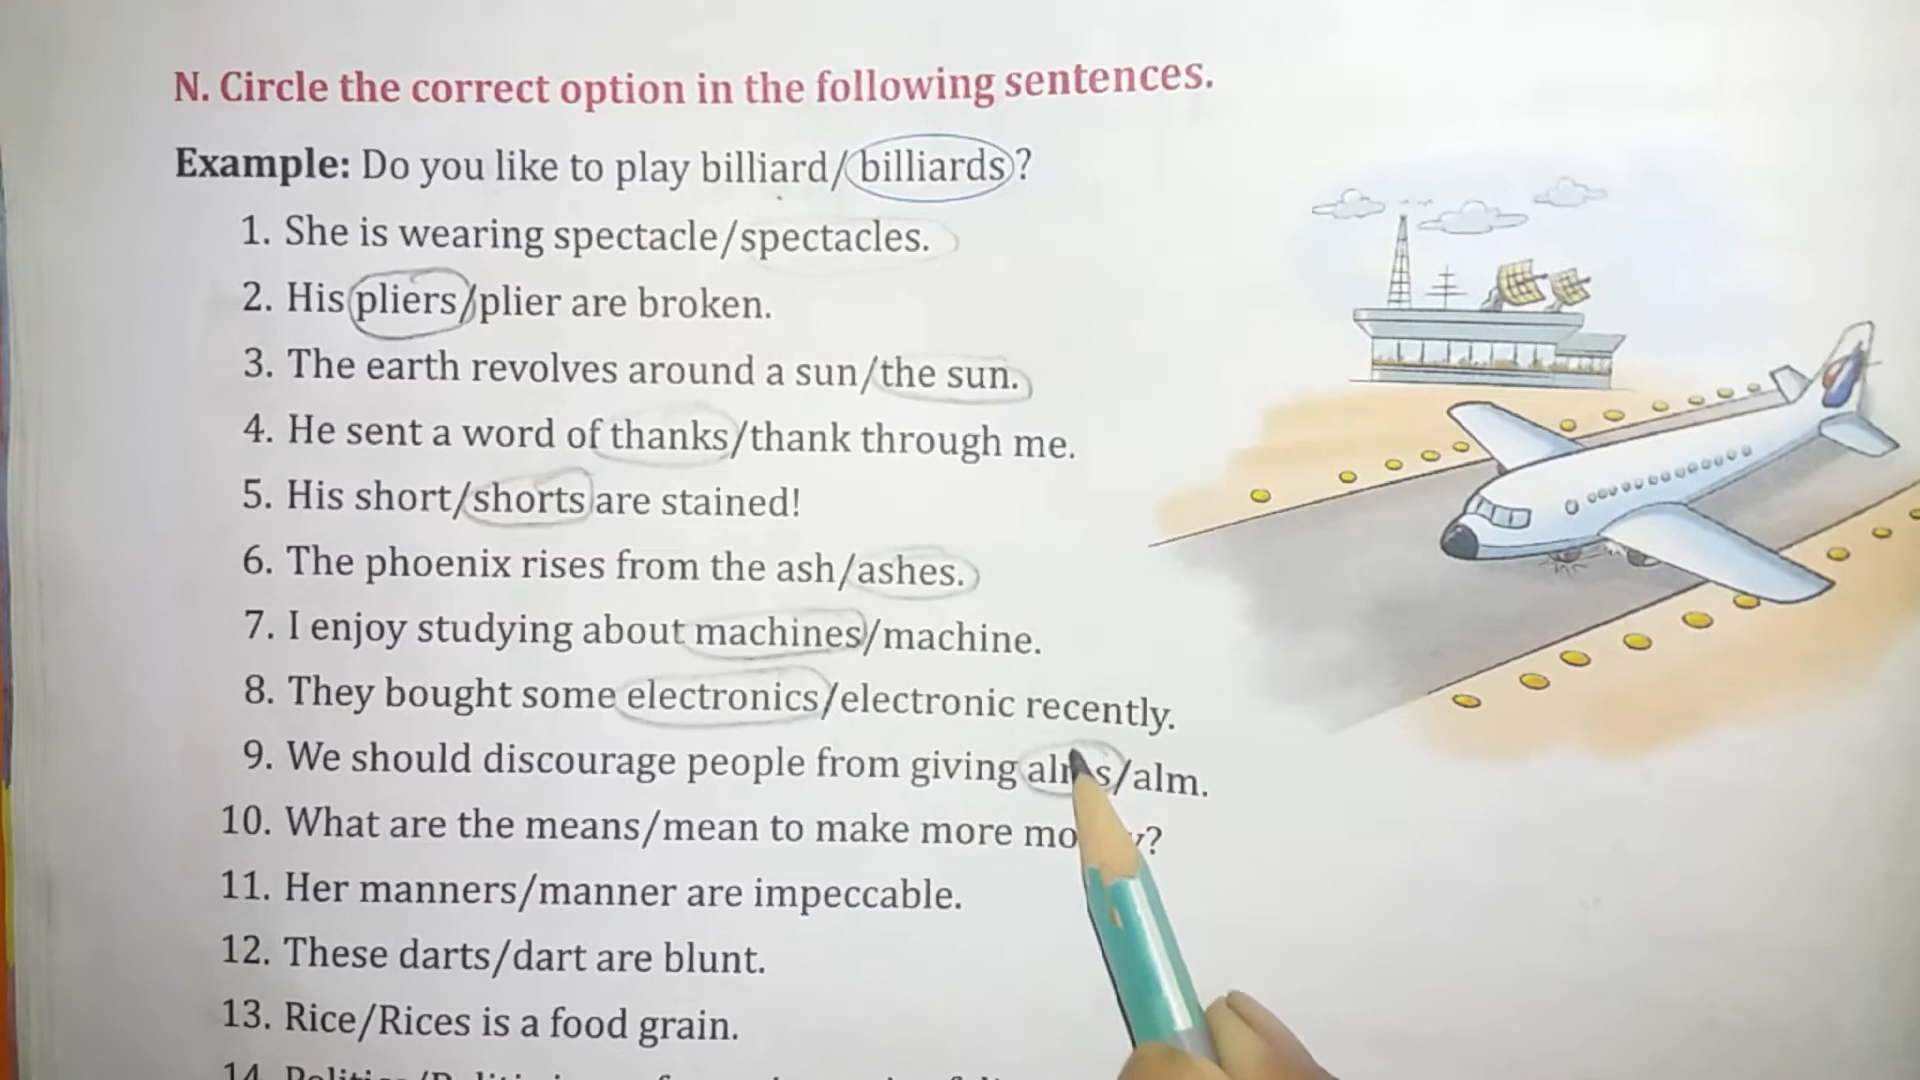 N. Circle the correct option in the following sentences.
Example: Do you like to play billiard/billiards?
1. She is wearing spectacle/spectacles.
2. His pliers/plier are broken.
3. The earth revolves around a sun/the sun.
4. He sent a word of thanks/thank through me.
5. His short/shorts are stained!
6. The phoenix rises from the ash/ashes.
7. I enjoy studying about machines/machine.
8. They bought some electronics/electronic recently.
9. We should discourage people from giving alms/alm.
10. What are the means/mean to make more money?
11. Her manners/manner are impeccable.
12. These darts/dart are blunt.
13. Rice/Rices is a food grain.
14.